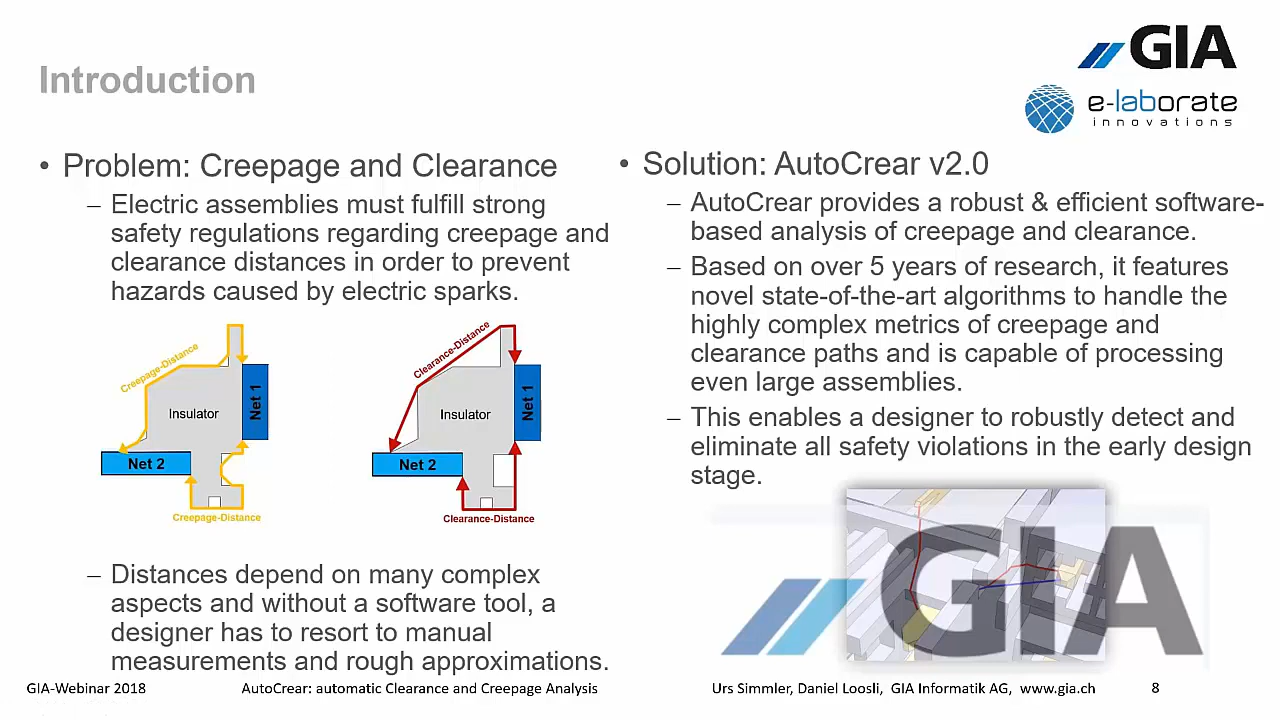 GIA
e-laborate
innovations
Introduction
• Problem: Creepage and Clearance
– Electric assemblies must fulfill strong
safety regulations regarding creepage and
clearance distances in order to prevent
hazards caused by electric sparks.
Creepage-Distance
Insulator
Net 1
Net 2
Creepage-Distance
Clearance-Distance
Insulator
Net 1
Net 2
Clearance-Distance
– Distances depend on many complex
aspects and without a software tool, a
designer has to resort to manual
measurements and rough approximations.
• Solution: AutoCrear v2.0
– AutoCrear provides a robust & efficient software-
based analysis of creepage and clearance.
– Based on over 5 years of research, it features
novel state-of-the-art algorithms to handle the
highly complex metrics of creepage and
clearance paths and is capable of processing
even large assemblies.
– This enables a designer to robustly detect and
eliminate all safety violations in the early design
stage.
GIA
GIA-Webinar 2018
AutoCrear: automatic Clearance and Creepage Analysis
Urs Simmler, Daniel Loosli, GIA Informatik AG, www.gia.ch
8